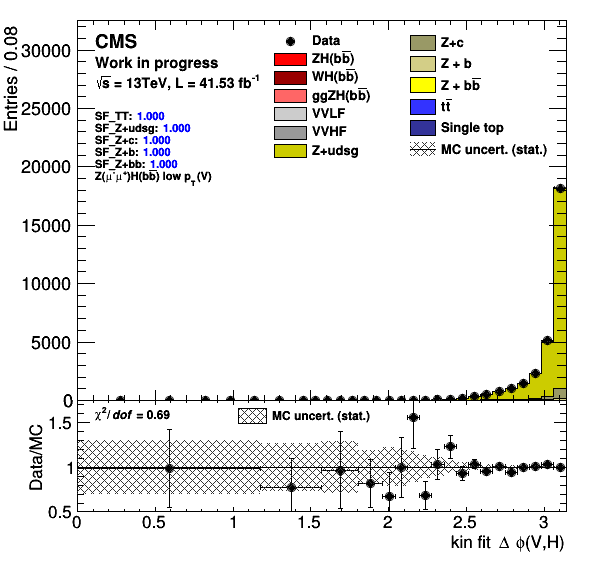 Entries / 0.08
30000
25000
20000
15000
10000
5000
0
CMS
Work in progress
√s = 13TeV, L = 41.53 fb⁻¹
SF_TT: 1.000
SF_Z+udsg: 1.000
SF_Z+c: 1.000
SF_Z+b: 1.000
SF_Z+bb: 1.000
Z(μ⁻μ⁺)H(bb̅) low p_T(V)
Data
ZH(bb̅)
WH(bb̅)
ggZH(bb̅)
VVLF
VVHF
Z+udsg
Z+c
Z + b
Z + bb̅
tt̅
Single top
MC uncert. (stat.)
Data/MC
1.5
1
0.5
χ²/dof = 0.69
MC uncert. (stat.)
0 0.5 1 1.5 2 2.5 3
kin fit Δ φ(V,H)